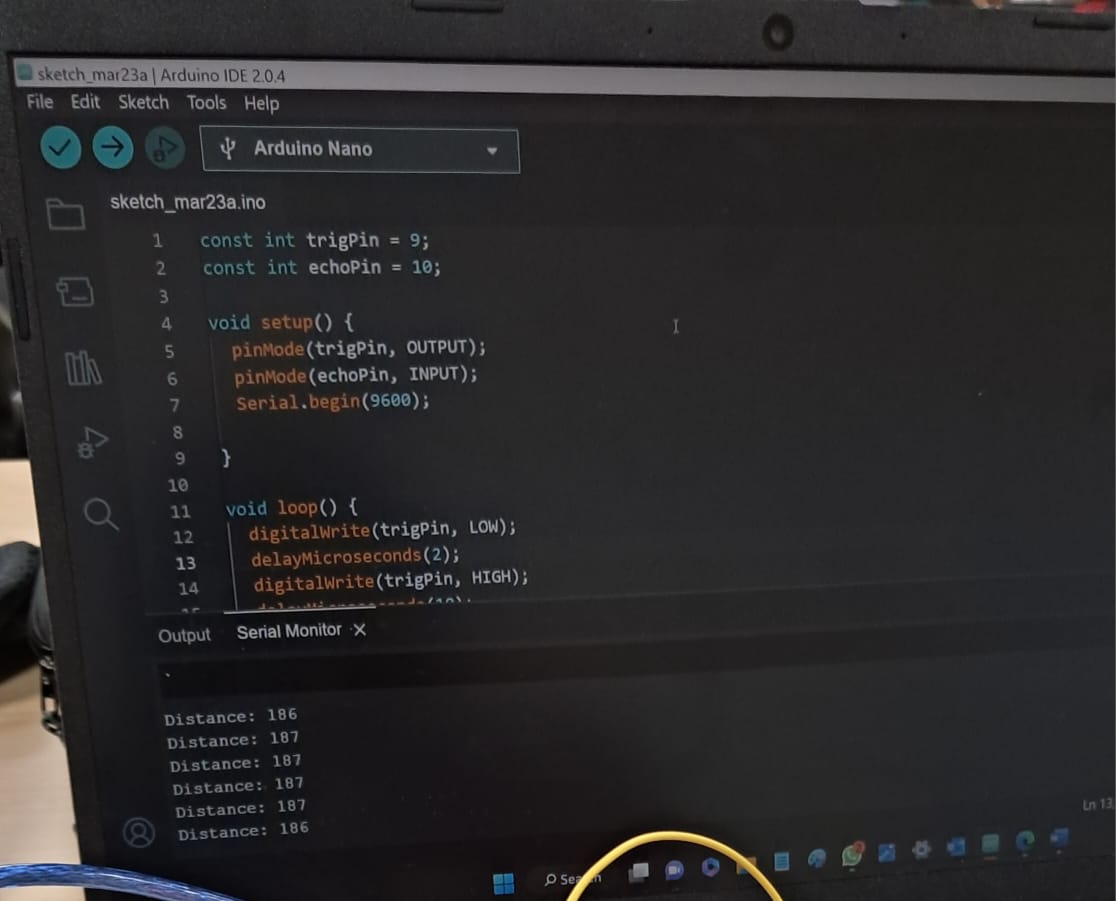 sketch_mar23a | Arduino IDE 2.0.4
File Edit Sketch Tools Help
Arduino Nano
sketch_mar23a.ino
1 const int trigPin = 9;
2 const int echoPin = 10;
3
4 void setup() {
5 pinMode(trigPin, OUTPUT);
6 pinMode(echoPin, INPUT);
7 Serial.begin(9600);
8
9 }
10
11 void loop() {
12 digitalWrite(trigPin, LOW);
13 delayMicroseconds(2);
14 digitalWrite(trigPin, HIGH);
Output Serial Monitor X
Distance: 186
Distance: 187
Distance: 187
Distance: 187
Distance: 187
Distance: 186
Ln 13